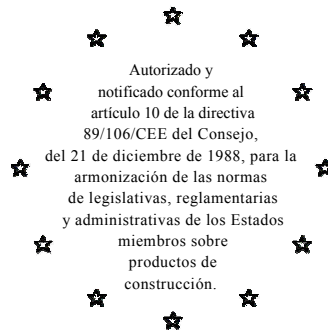 Autorizado y
notificado conforme al
artículo 10 de la directiva
89/106/CEE del Consejo,
del 21 de diciembre de 1988, para la
armonización de las normas
de legislativas, reglamentarias
y administrativas de los Estados
miembros sobre
productos de
construcción.